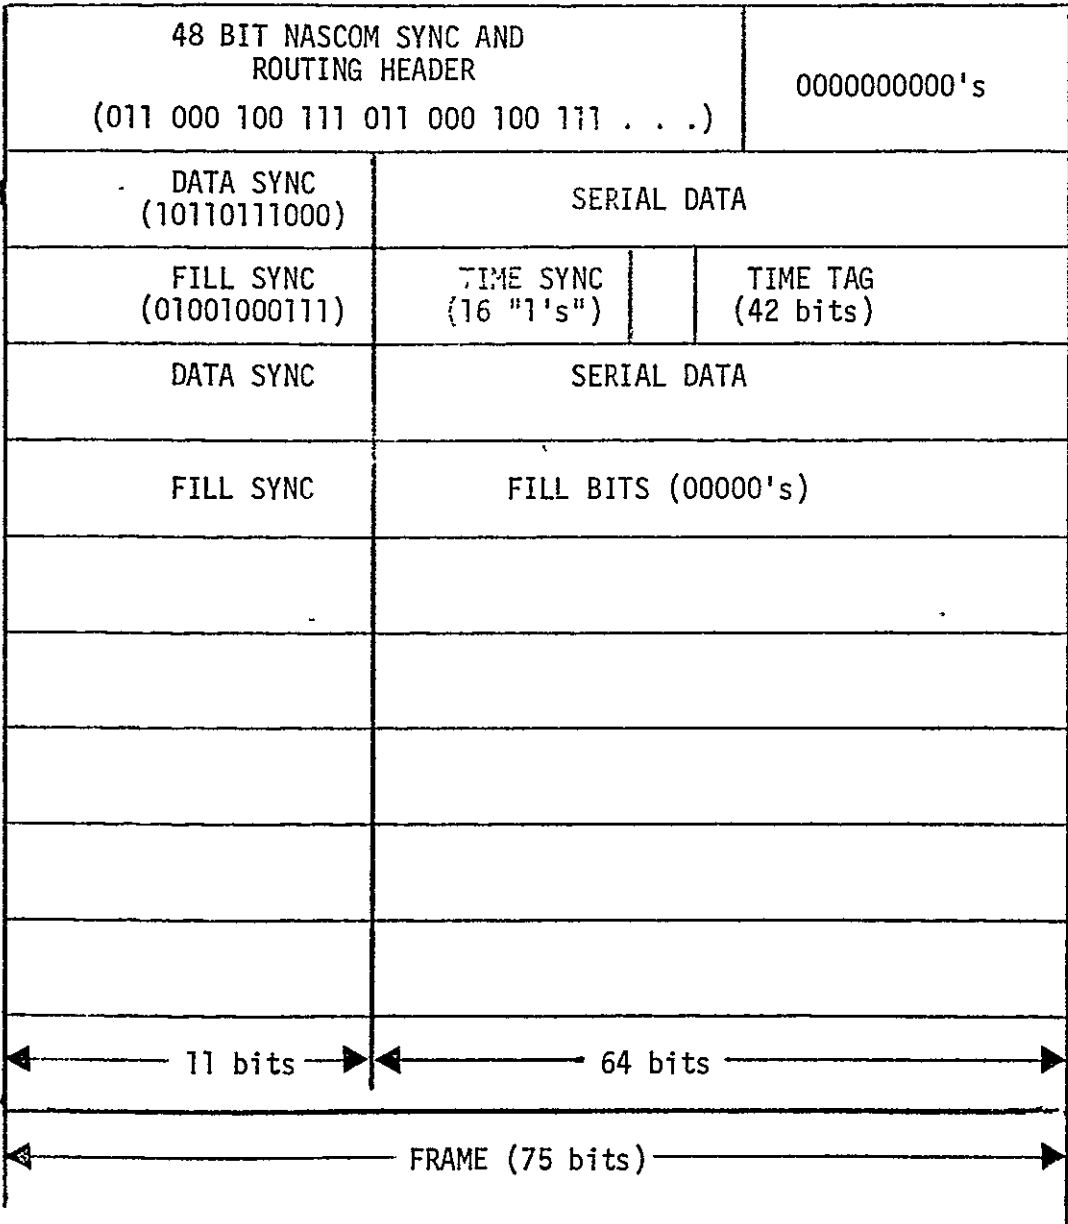 48 BIT NASCOM SYNC AND
ROUTING HEADER
(011 000 100 111 011 000 100 111 . . .)
0000000000's
DATA SYNC
(10110111000)
SERIAL DATA
FILL SYNC
(01001000111)
TIME SYNC
(16 "1's")
TIME TAG
(42 bits)
DATA SYNC
SERIAL DATA
FILL SYNC
FILL BITS (00000's)
11 bits
64 bits
FRAME (75 bits)